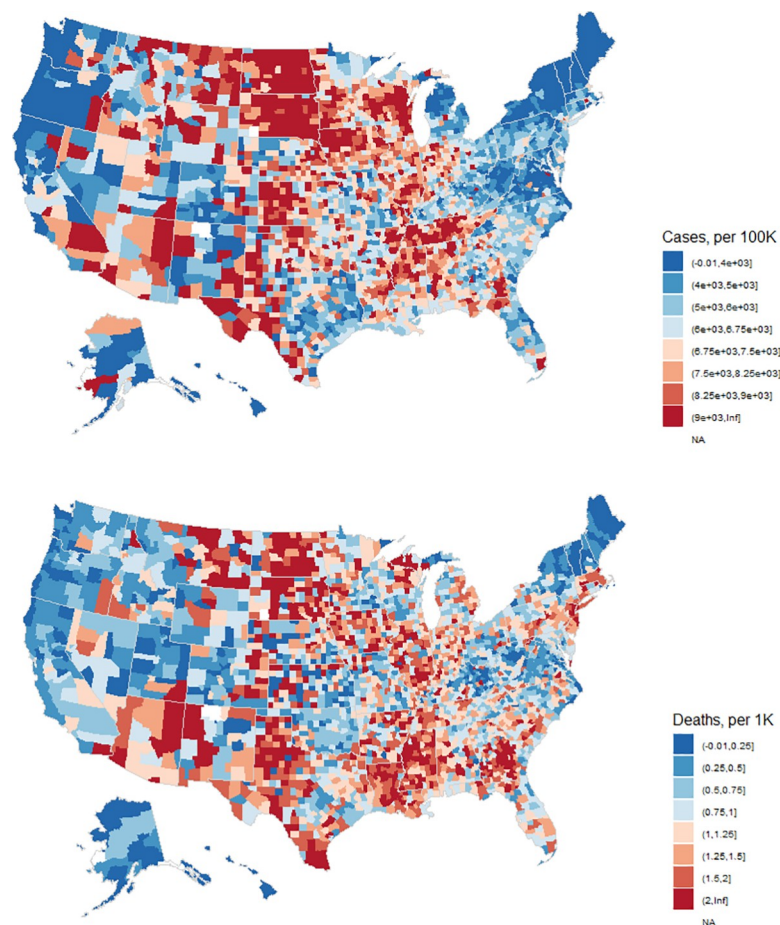 Cases, per 100K
(-0.01,4e+03]
(4e+03,5e+03]
(5e+03,6e+03]
(6e+03,6.75e+03]
(6.75e+03,7.5e+03]
(7.5e+03,8.25e+03]
(8.25e+03,9e+03]
(9e+03,Inf]
NA
Deaths, per 1K
(-0.01,0.25]
(0.25,0.5]
(0.5,0.75]
(0.75,1]
(1,1.25]
(1.25,1.5]
(1.5,2]
(2,Inf]
NA